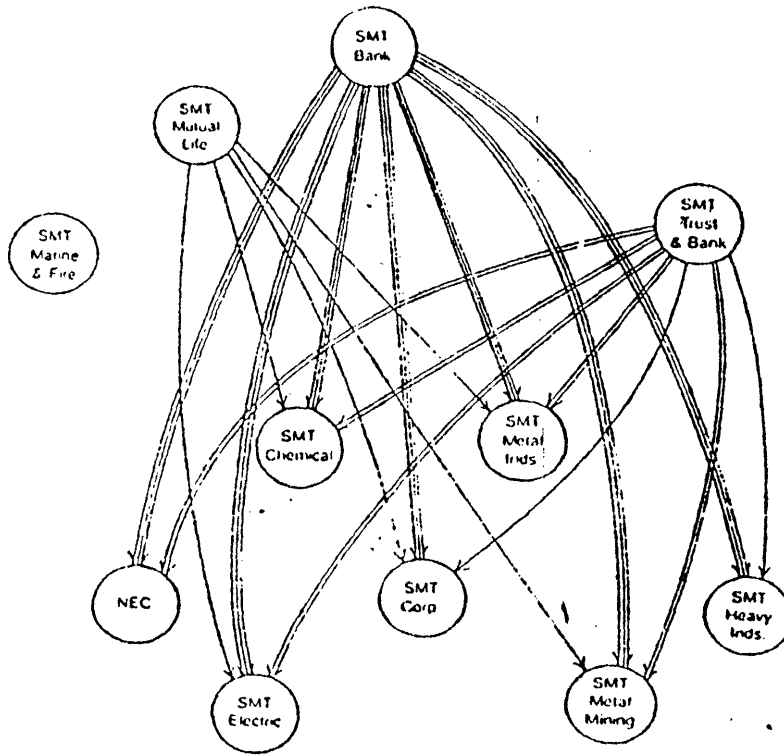 SMT
Bank
SMT
Mutual
Life
SMT
Trust
& Bank
SMT
Marine
& Fire
SMT
Chemical
SMT
Metal
Inds
NEC
SMT
Corp
SMT
Heavy
Inds.
SMT
Electric
SMT
Metal
Mining